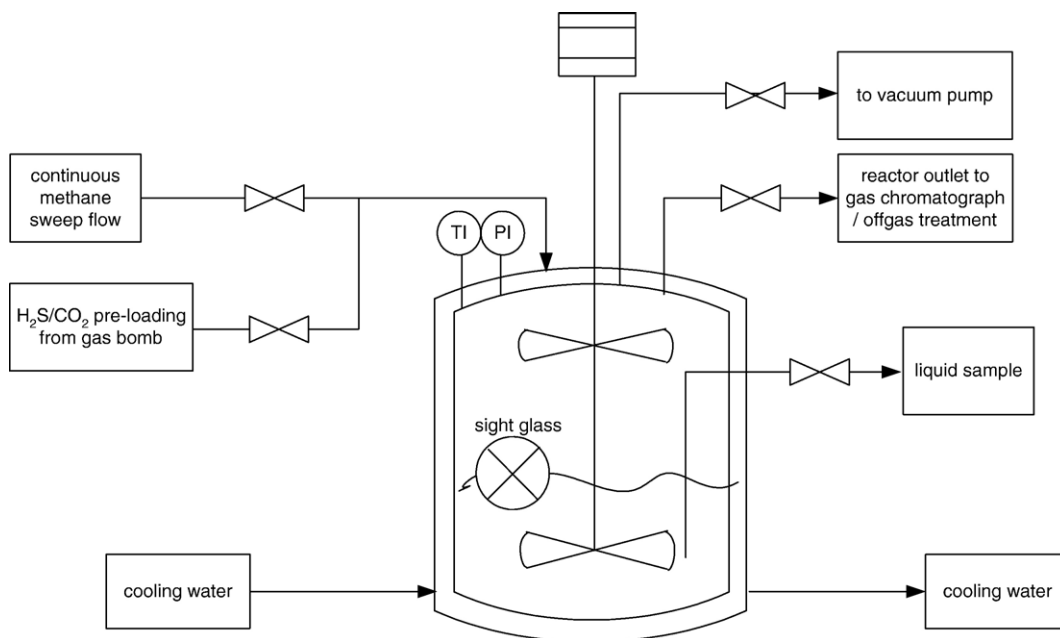 to vacuum pump
continuous
methane
sweep flow
reactor outlet to
gas chromatograph
/ offgas treatment
TI
PI
H₂S/CO₂ pre-loading
from gas bomb
liquid sample
sight glass
cooling water
cooling water